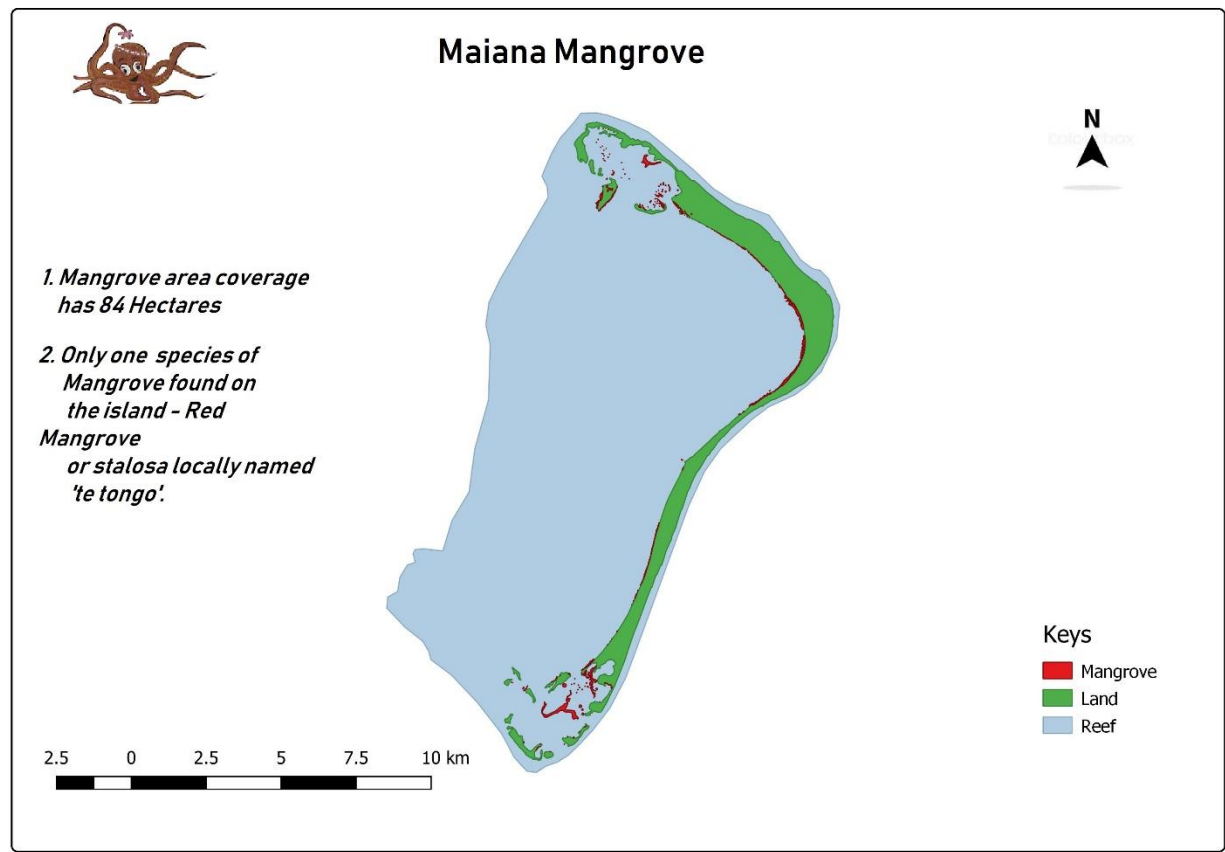 Maiana Mangrove
N
1. Mangrove area coverage
has 84 Hectares
2. Only one species of
Mangrove found on
the island - Red
Mangrove
or stalosa locally named
'te tongo'.
Keys
Mangrove
Land
Reef
2.5 0 2.5 5 7.5 10 km